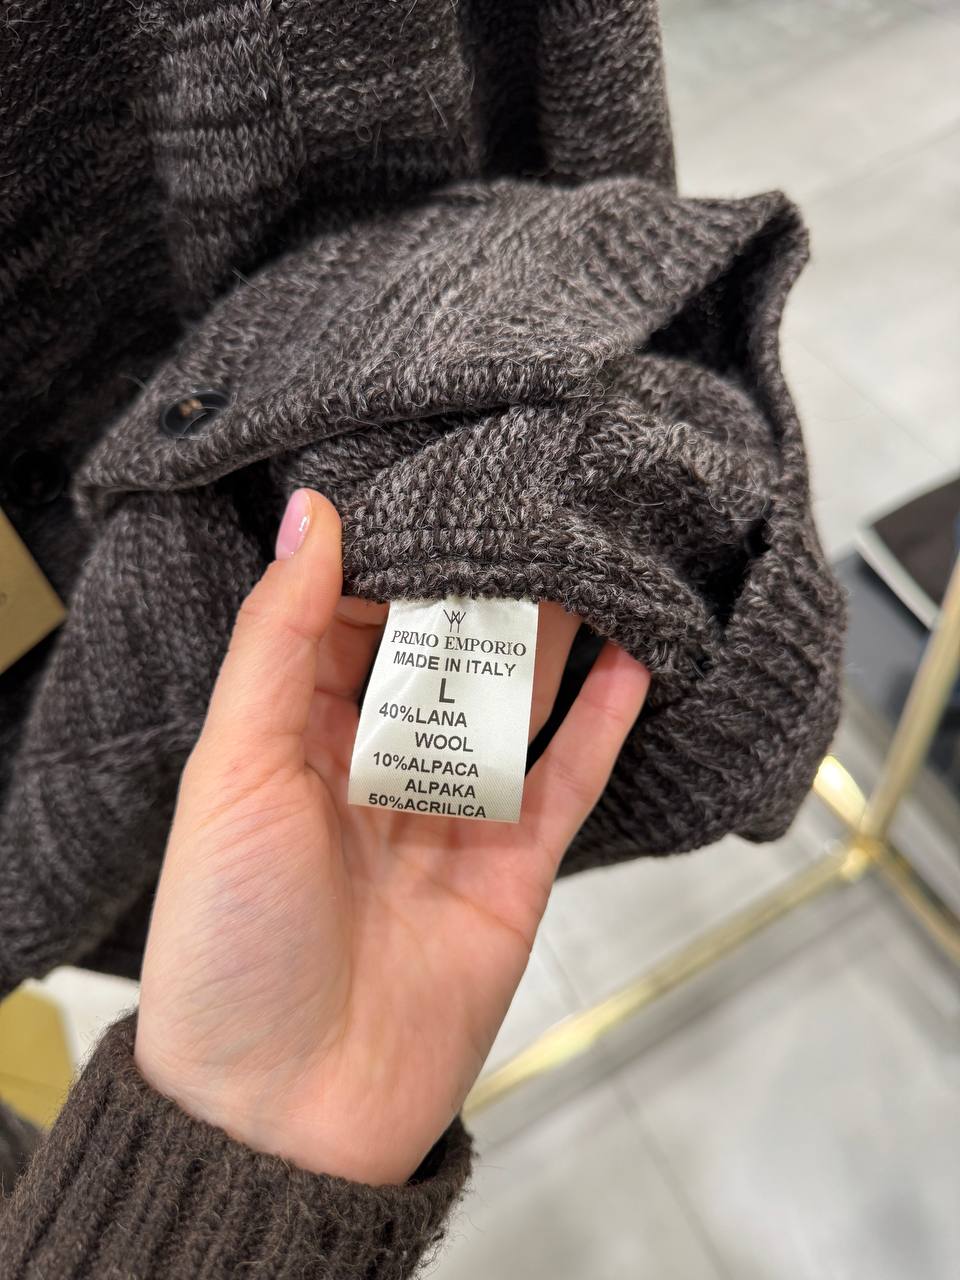 PRIMO EMPORIO
MADE IN ITALY
L
40%LANA
WOOL
10%ALPACA
ALPAKA
50%ACRILICA